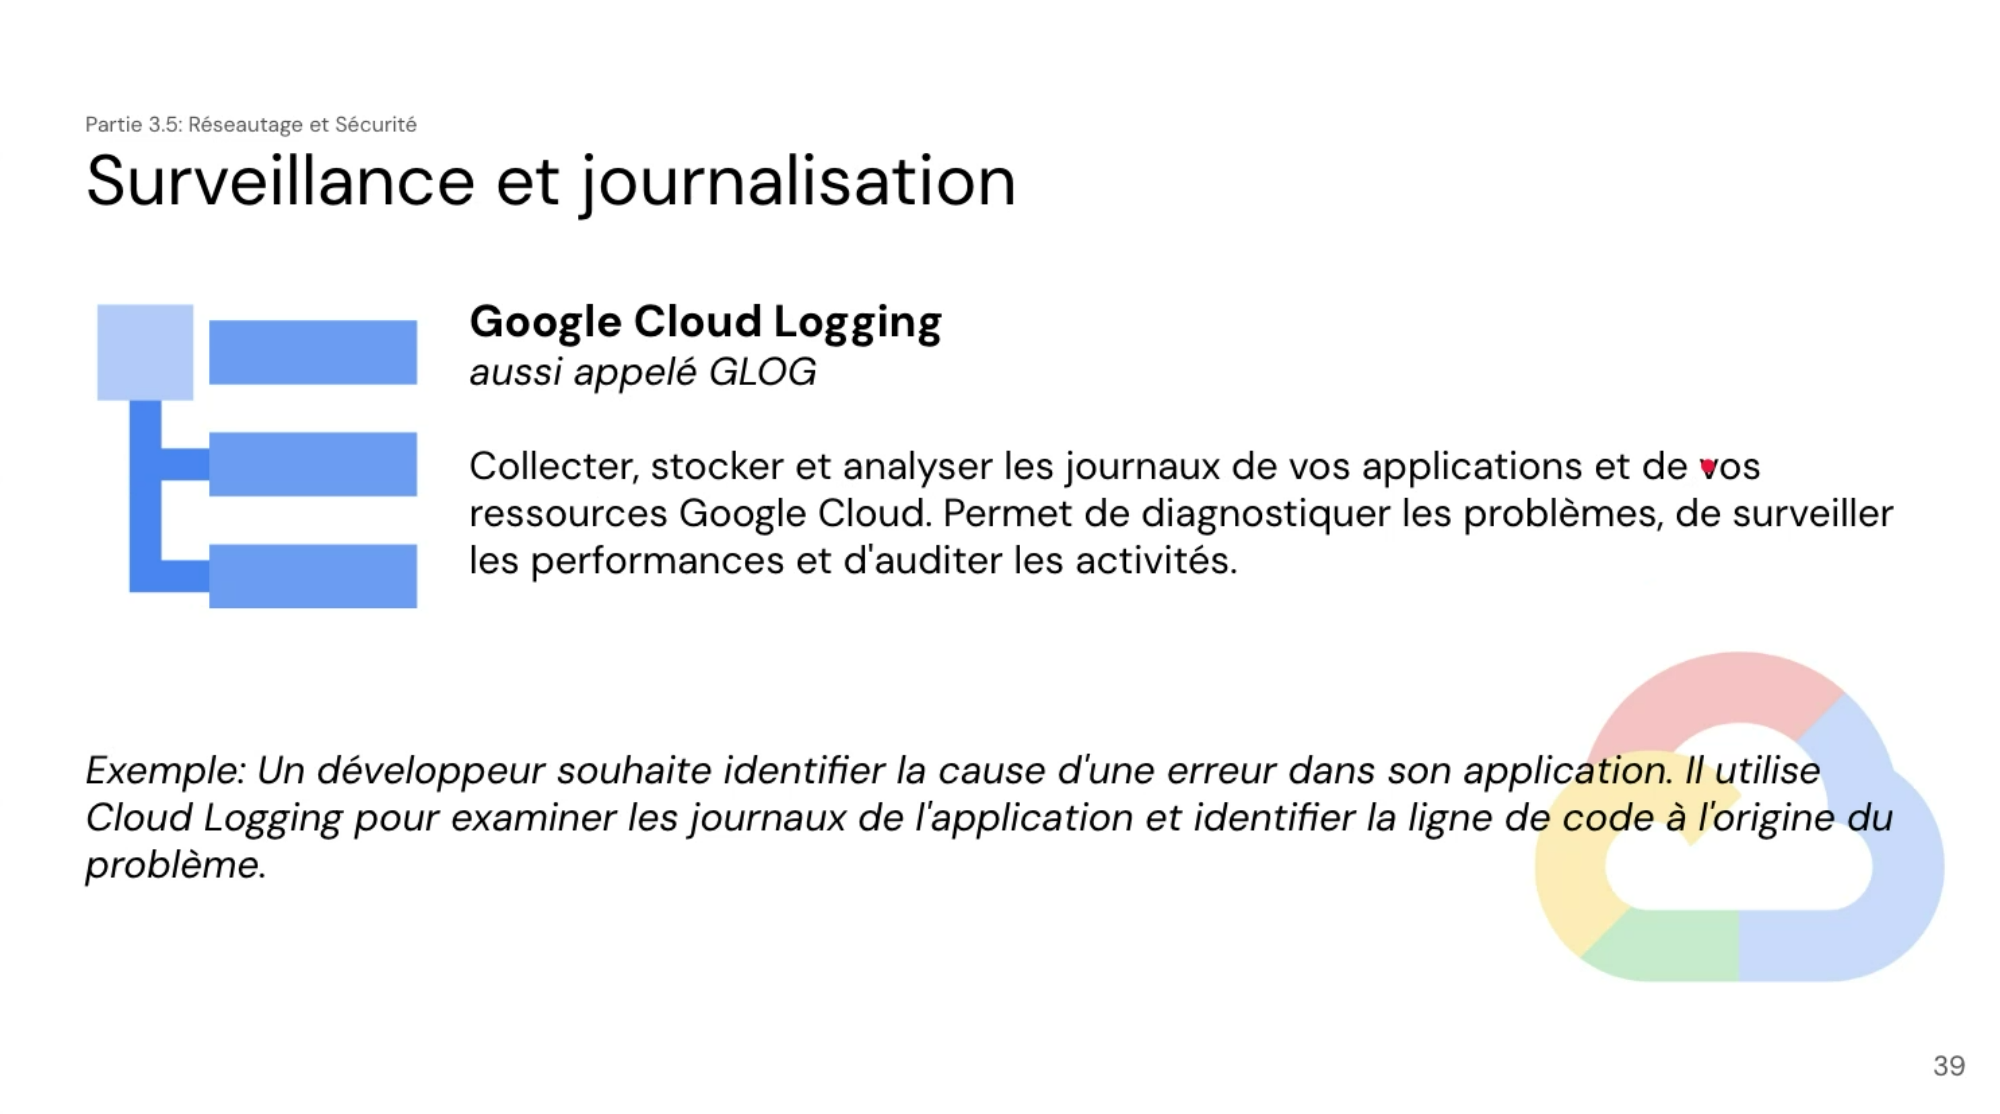 Partie 3.5: Réseautage et Sécurité
Surveillance et journalisation
Google Cloud Logging
aussi appelé GLOG
Collecter, stocker et analyser les journaux de vos applications et de vos
ressources Google Cloud. Permet de diagnostiquer les problèmes, de surveiller
les performances et d'auditer les activités.
Exemple: Un développeur souhaite identifier la cause d'une erreur dans son application. Il utilise
Cloud Logging pour examiner les journaux de l'application et identifier la ligne de code à l'origine du
problème.
39